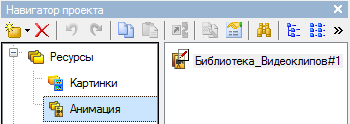 Навигатор проекта
Ресурсы
Картинки
Анимация
Библиотека_Видеоклипов#1